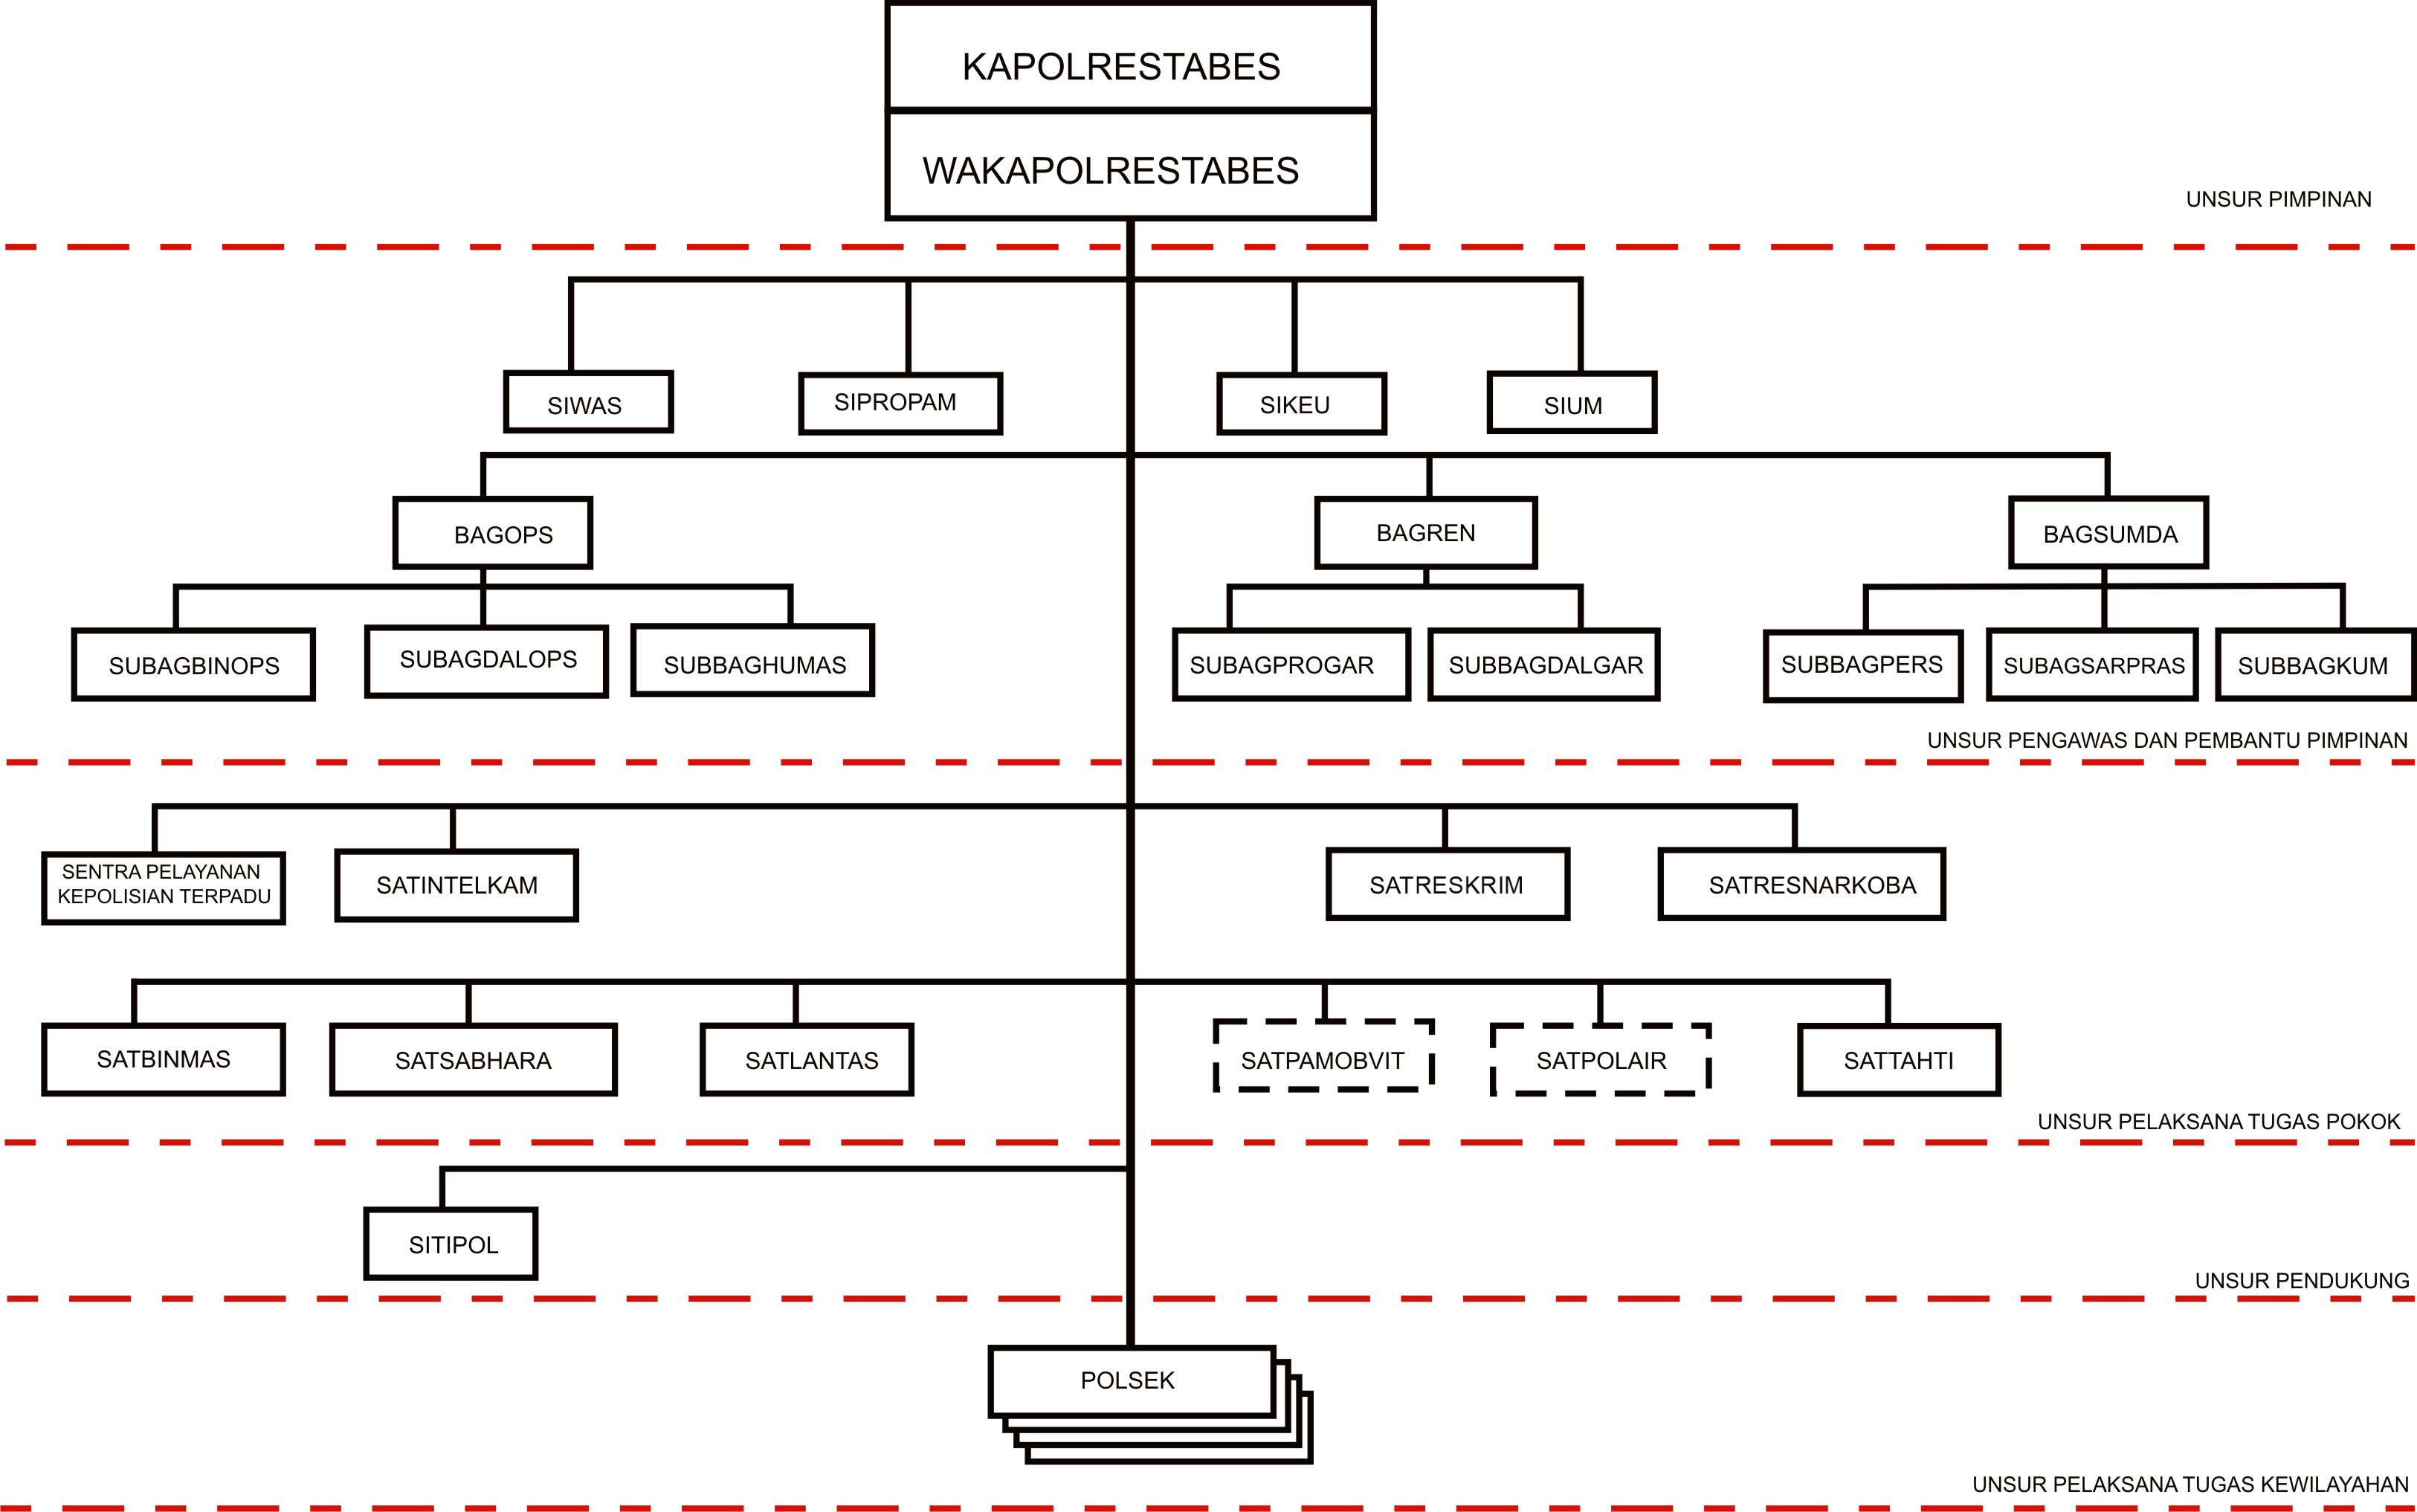 KAPOLRESTABES
WAKAPOLRESTABES
UNSUR PIMPINAN
SIWAS
SIPROPAM
SIKEU
SIUM
BAGOPS
BAGREN
BAGSUMDA
SUBAGBINOPS
SUBAGDALOPS
SUBBAGHUMAS
SUBAGPROGAR
SUBBAGDALGAR
SUBBAGPERS
SUBAGSARPRAS
SUBBAGKUM
UNSUR PENGAWAS DAN PEMBANTU PIMPINAN
SENTRA PELAYANAN
KEPOLISIAN TERPADU
SATINTELKAM
SATRESKRIM
SATRESNARKOBA
SATBINMAS
SATSABHARA
SATLANTAS
SATPAMOBVIT
SATPOLAIR
SATTAHTI
UNSUR PELAKSANA TUGAS POKOK
SITIPOL
UNSUR PENDUKUNG
POLSEK
UNSUR PELAKSANA TUGAS KEWILAYAHAN